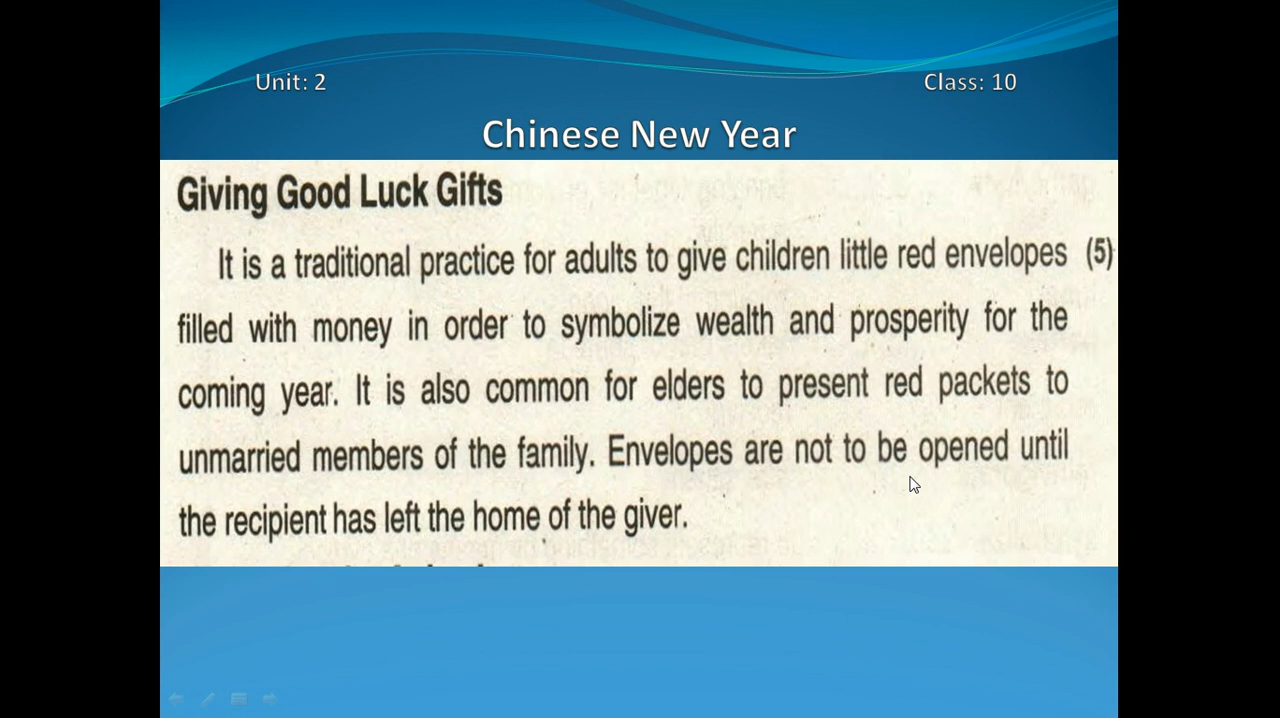 Unit: 2
Class: 10
Chinese New Year
Giving Good Luck Gifts
It is a traditional practice for adults to give children little red envelopes (5)
filled with money in order to symbolize wealth and prosperity for the
coming year. It is also common for elders to present red packets to
unmarried members of the family. Envelopes are not to be opened until
the recipient has left the home of the giver.